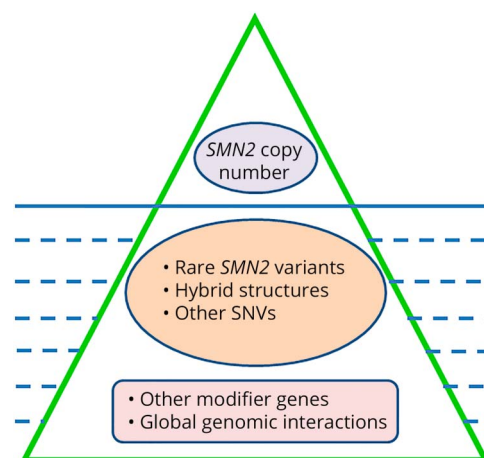 SMN2 copy
number
• Rare SMN2 variants
• Hybrid structures
• Other SNVs
• Other modifier genes
• Global genomic interactions